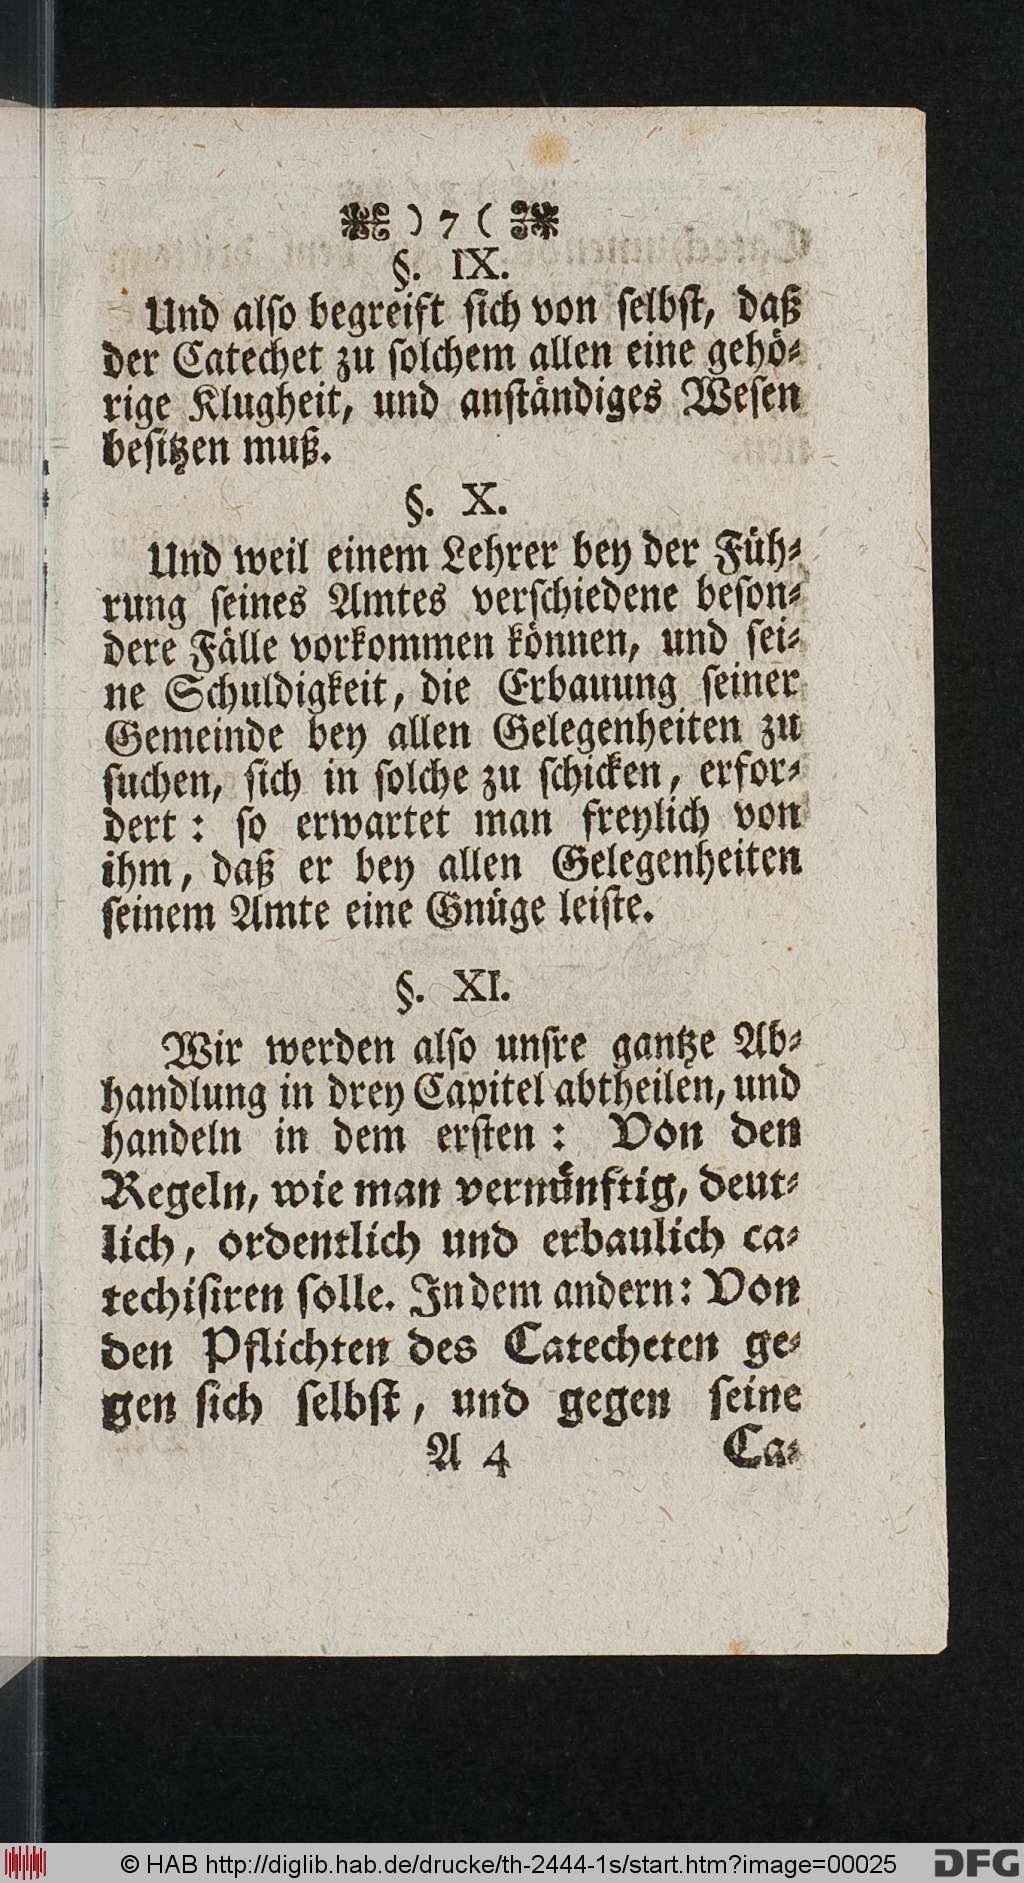 ) 7 (
§. IX.
Und also begreift sich von selbst, daß
der Catechet zu solchem allen eine gehö-
rige Klugheit, und anständiges Wesen
besitzen muß.
§. X.
Und weil einem Lehrer bey der Füh-
rung seines Amtes verschiedene beson-
dere Fälle vorkommen können, und sei-
ne Schuldigkeit, die Erbauung seiner
Gemeinde bey allen Gelegenheiten zu
suchen, sich in solche zu schicken, erfor-
dert: so erwartet man freylich von
ihm, daß er bey allen Gelegenheiten
seinem Amte eine Gnüge leiste.
§. XI.
Wir werden also unsre gantze Ab-
handlung in drey Capitel abtheilen, und
handeln in dem ersten: Von den
Regeln, wie man vernünftig, deut-
lich, ordentlich und erbaulich ca-
techisiren solle. In dem andern: Von
den Pflichten des Catecheten ge-
gen sich selbst, und gegen seine
A 4 Ca-
© HAB http://diglib.hab.de/drucke/th-2444-1s/start.htm?image=00025 DFG